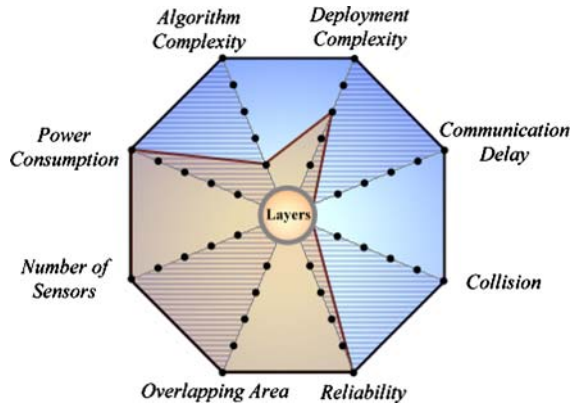 Algorithm
Complexity
Deployment
Complexity
Power
Consumption
Communication
Delay
Layers
Number of
Sensors
Collision
Overlapping Area
Reliability